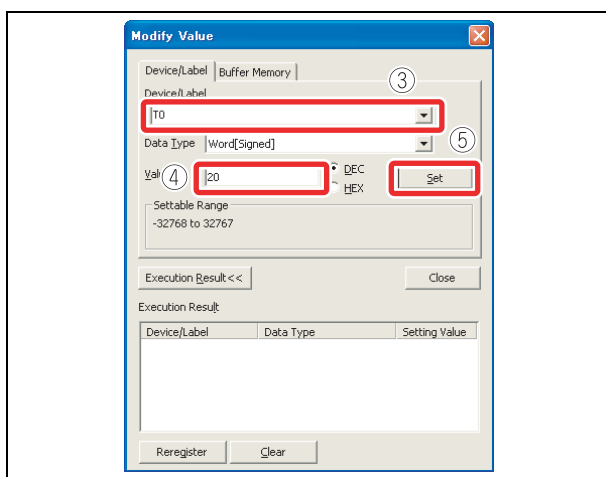 Modify Value
Device/Label Buffer Memory
③
Device/Label
T0
⑤
Data Type Word[Signed]
④ 20 DEC
HEX
Set
Settable Range
-32768 to 32767
Execution Result<< Close
Execution Result
Device/Label Data Type Setting Value
Reregister Clear